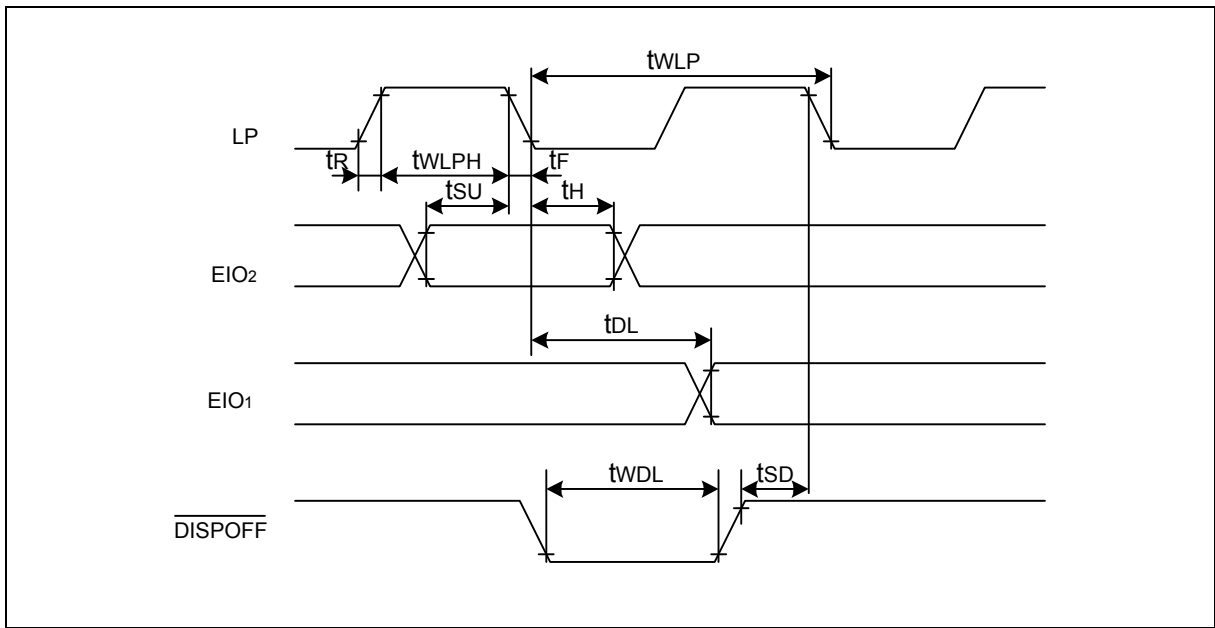 tWLP
LP
tR
tWLPH
tF
tSU
tH
EIO2
tDL
EIO1
tWDL
tSD
DISPOFF